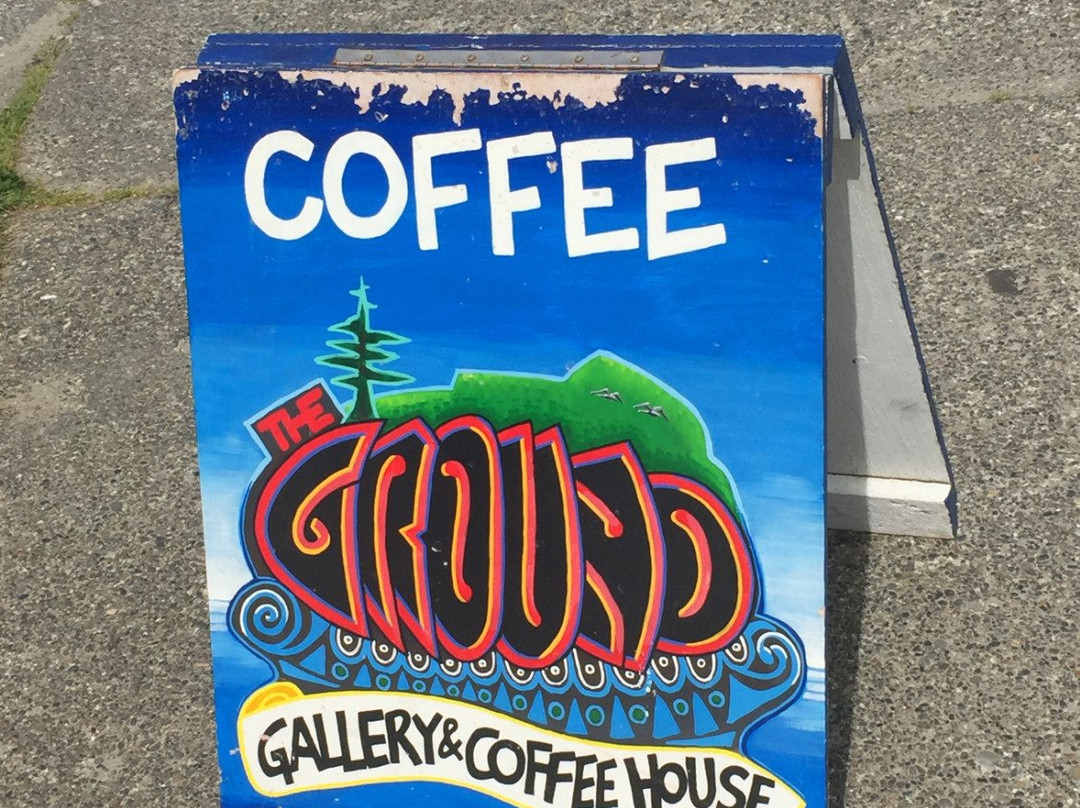 COFFEE
THE
GROUND
GALLERY & COFFEE HOUSE